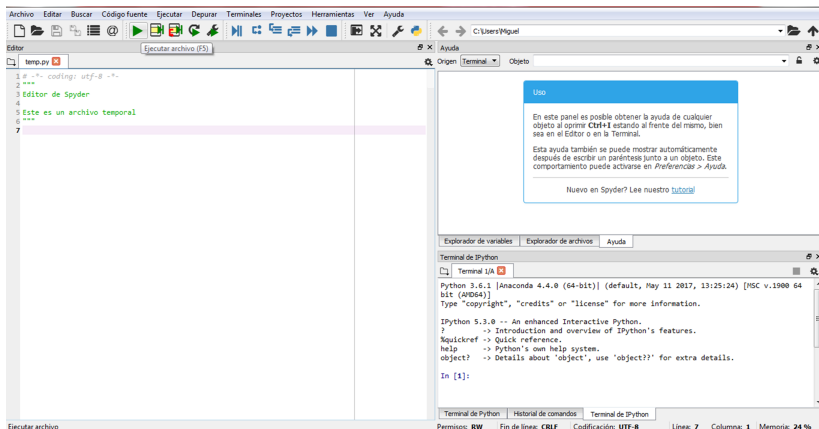 Archivo Editar Buscar Código fuente Ejecutar Depurar Terminales Proyectos Herramientas Ver Ayuda
C:\Users\Miguel
Editor
Ejecutar archivo (F5)
temp.py
1 # -*- coding: utf-8 -*-
2 """
3 Editor de Spyder
4
5 Este es un archivo temporal
6 """
7
Ayuda
Origen Terminal Objeto
Uso
En este panel es posible obtener la ayuda de cualquier
objeto al oprimir Ctrl+I estando al frente del mismo, bien
sea en el Editor o en la Terminal.
Esta ayuda también se puede mostrar automáticamente
después de escribir un paréntesis junto a un objeto. Este
comportamiento puede activarse en Preferencias > Ayuda.
Nuevo en Spyder? Lee nuestro tutorial
Explorador de variables Explorador de archivos Ayuda
Terminal de IPython
Terminal 1/A
Python 3.6.1 |Anaconda 4.4.0 (64-bit)| (default, May 11 2017, 13:25:24) [MSC v.1900 64
bit (AMD64)]
Type "copyright", "credits" or "license" for more information.
IPython 5.3.0 -- An enhanced Interactive Python.
? -> Introduction and overview of IPython's features.
%quickref -> Quick reference.
help -> Python's own help system.
object? -> Details about 'object', use 'object??' for extra details.
In [1]:
Terminal de Python Historial de comandos Terminal de IPython
Ejecutar archivo
Permisos: RW Fin de línea: CRLF Codificación: UTF-8 Línea: 7 Columna: 1 Memoria: 24 %